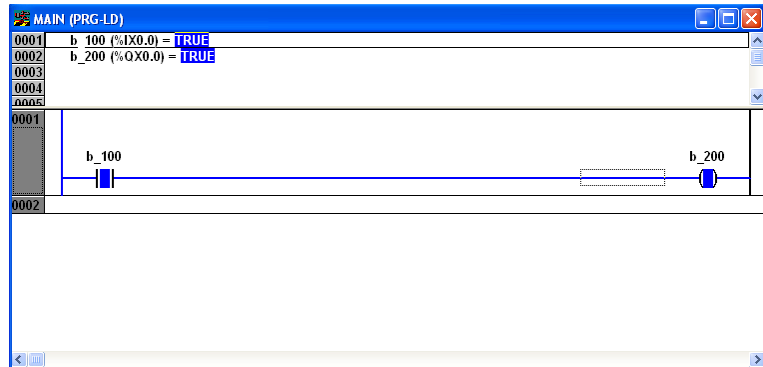 MAIN (PRG-LD)
0001 b_100 (%IX0.0) = TRUE
0002 b_200 (%QX0.0) = TRUE
0003
0004
0005
0001
b_100 b_200
0002